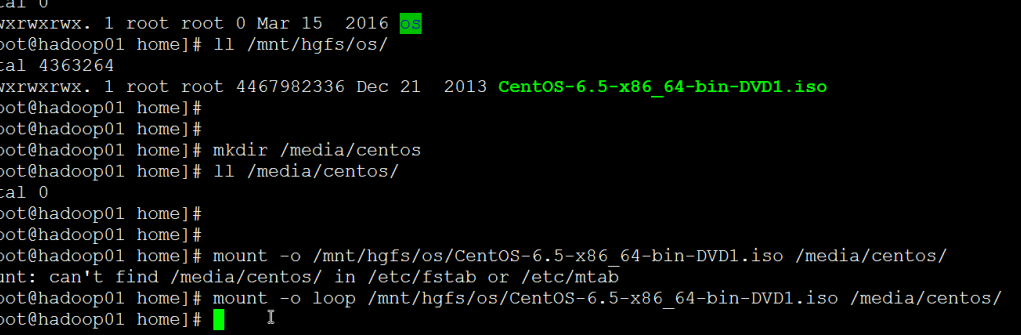 tal 0
wxrwxrwx. 1 root root 0 Mar 15  2016 os
oot@hadoop01 home]# ll /mnt/hgfs/os/
tal 4363264
wxrwxrwx. 1 root root 4467982336 Dec 21  2013 CentOS-6.5-x86_64-bin-DVD1.iso
oot@hadoop01 home]#
oot@hadoop01 home]#
oot@hadoop01 home]# mkdir /media/centos
oot@hadoop01 home]# ll /media/centos/
tal 0
oot@hadoop01 home]#
oot@hadoop01 home]#
oot@hadoop01 home]# mount -o /mnt/hgfs/os/CentOS-6.5-x86_64-bin-DVD1.iso /media/centos/
unt: can't find /media/centos/ in /etc/fstab or /etc/mtab
oot@hadoop01 home]# mount -o loop /mnt/hgfs/os/CentOS-6.5-x86_64-bin-DVD1.iso /media/centos/
oot@hadoop01 home]#